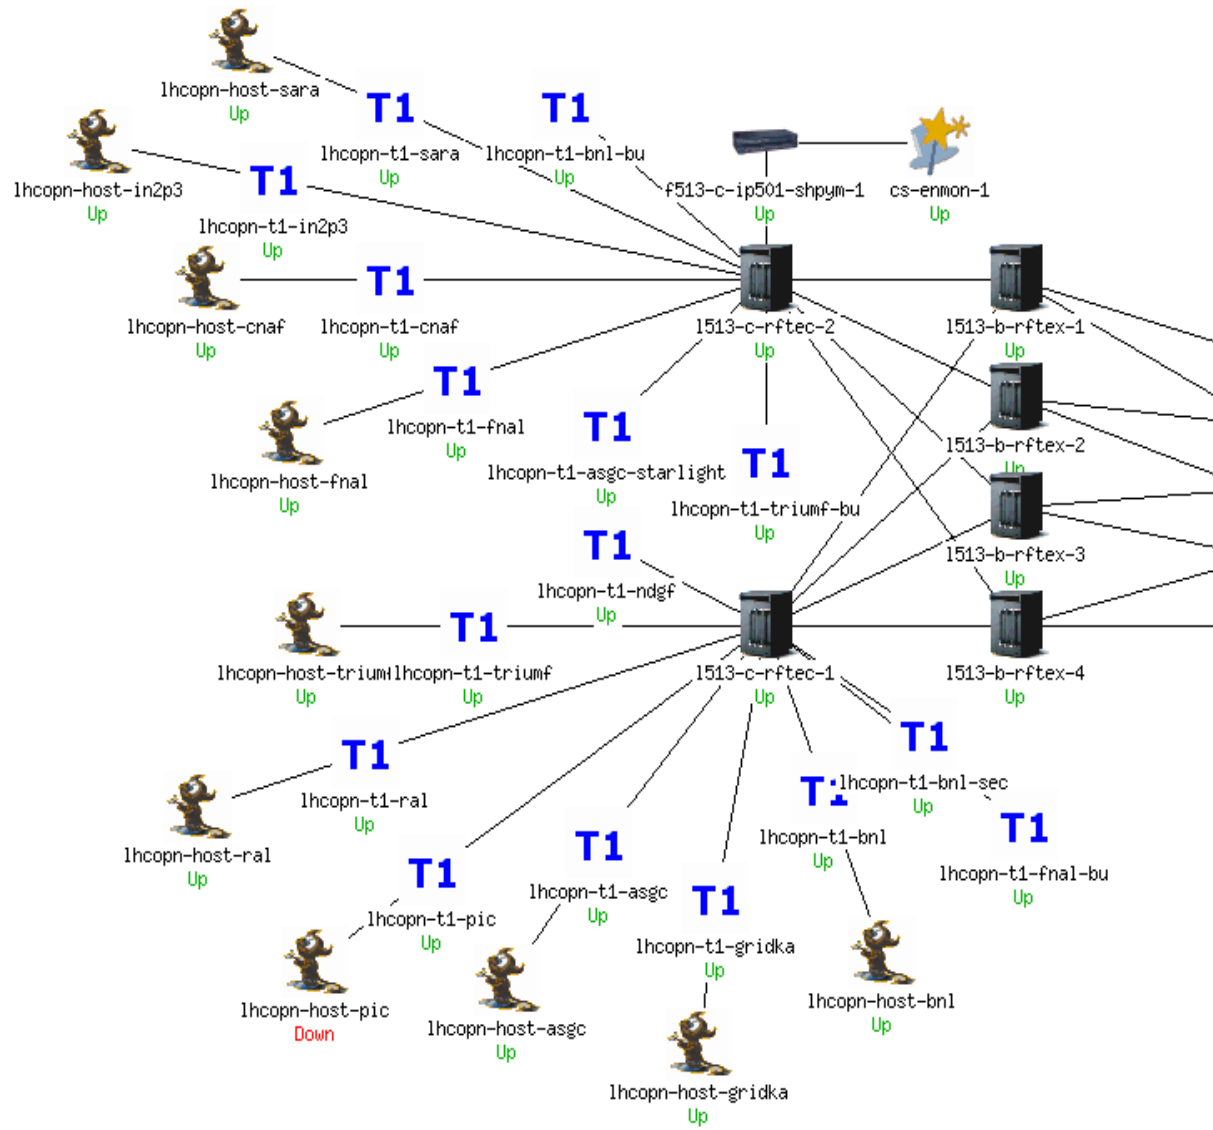 lhcopn-host-sara
Up
T1
lhcopn-t1-sara
Up
T1
lhcopn-t1-bnl-bu
Up
lhcopn-host-in2p3
Up
T1
lhcopn-t1-in2p3
Up
f513-c-ip501-shpym-1
Up
cs-enmon-1
Up
lhcopn-host-cnaf
Up
T1
lhcopn-t1-cnaf
Up
l513-c-rftec-2
Up
l513-b-rftex-1
Up
T1
lhcopn-t1-fnal
Up
lhcopn-host-fnal
Up
T1
lhcopn-t1-asgc-starlight
Up
T1
lhcopn-t1-triumf-bu
Up
l513-b-rftex-2
Up
l513-b-rftex-3
Up
T1
lhcopn-t1-ndgf
Up
lhcopn-host-triumf
Up
T1
lhcopn-t1-triumf
Up
l513-c-rftec-1
Up
l513-b-rftex-4
Up
T1
lhcopn-t1-ral
Up
lhcopn-host-ral
Up
T1
lhcopn-t1-bnl-sec
Up
T1
lhcopn-t1-bnl
Up
T1
lhcopn-t1-fnal-bu
Up
T1
lhcopn-t1-pic
Up
T1
lhcopn-t1-asgc
Up
T1
lhcopn-t1-gridka
Up
lhcopn-host-pic
Down
lhcopn-host-asgc
Up
lhcopn-host-bnl
Up
lhcopn-host-gridka
Up